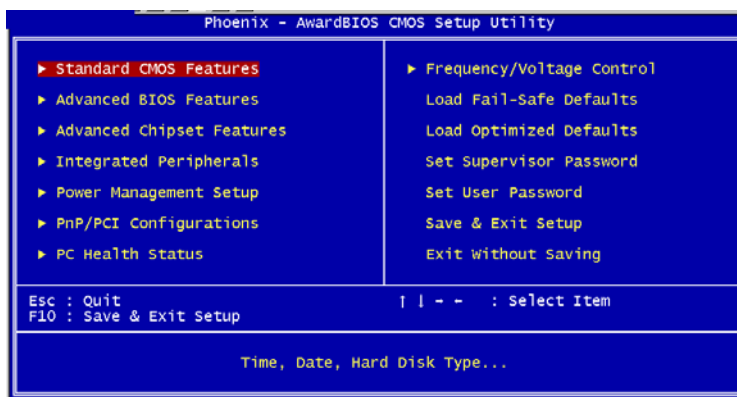 Phoenix - AwardBIOS CMOS Setup Utility
▶ Standard CMOS Features
▶ Advanced BIOS Features
▶ Advanced Chipset Features
▶ Integrated Peripherals
▶ Power Management Setup
▶ PnP/PCI Configurations
▶ PC Health Status
▶ Frequency/Voltage Control
Load Fail-Safe Defaults
Load Optimized Defaults
Set Supervisor Password
Set User Password
Save & Exit Setup
Exit Without Saving
Esc : Quit
F10 : Save & Exit Setup
↑ ↓ → ← : Select Item
Time, Date, Hard Disk Type...